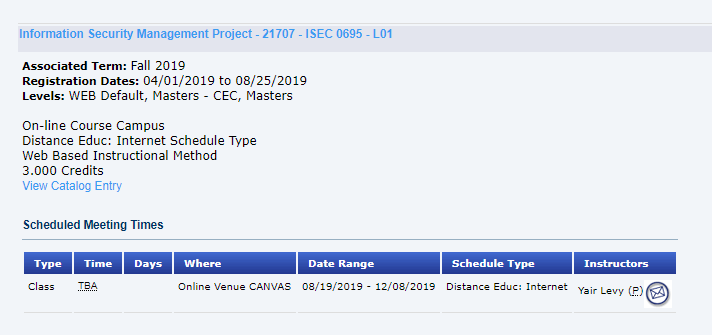 Information Security Management Project - 21707 - ISEC 0695 - L01
Associated Term: Fall 2019
Registration Dates: 04/01/2019 to 08/25/2019
Levels: WEB Default, Masters - CEC, Masters
On-line Course Campus
Distance Educ: Internet Schedule Type
Web Based Instructional Method
3.000 Credits
View Catalog Entry
Scheduled Meeting Times
Type Time Days Where Date Range Schedule Type Instructors
Class TBA Online Venue CANVAS 08/19/2019 - 12/08/2019 Distance Educ: Internet Yair Levy (P)